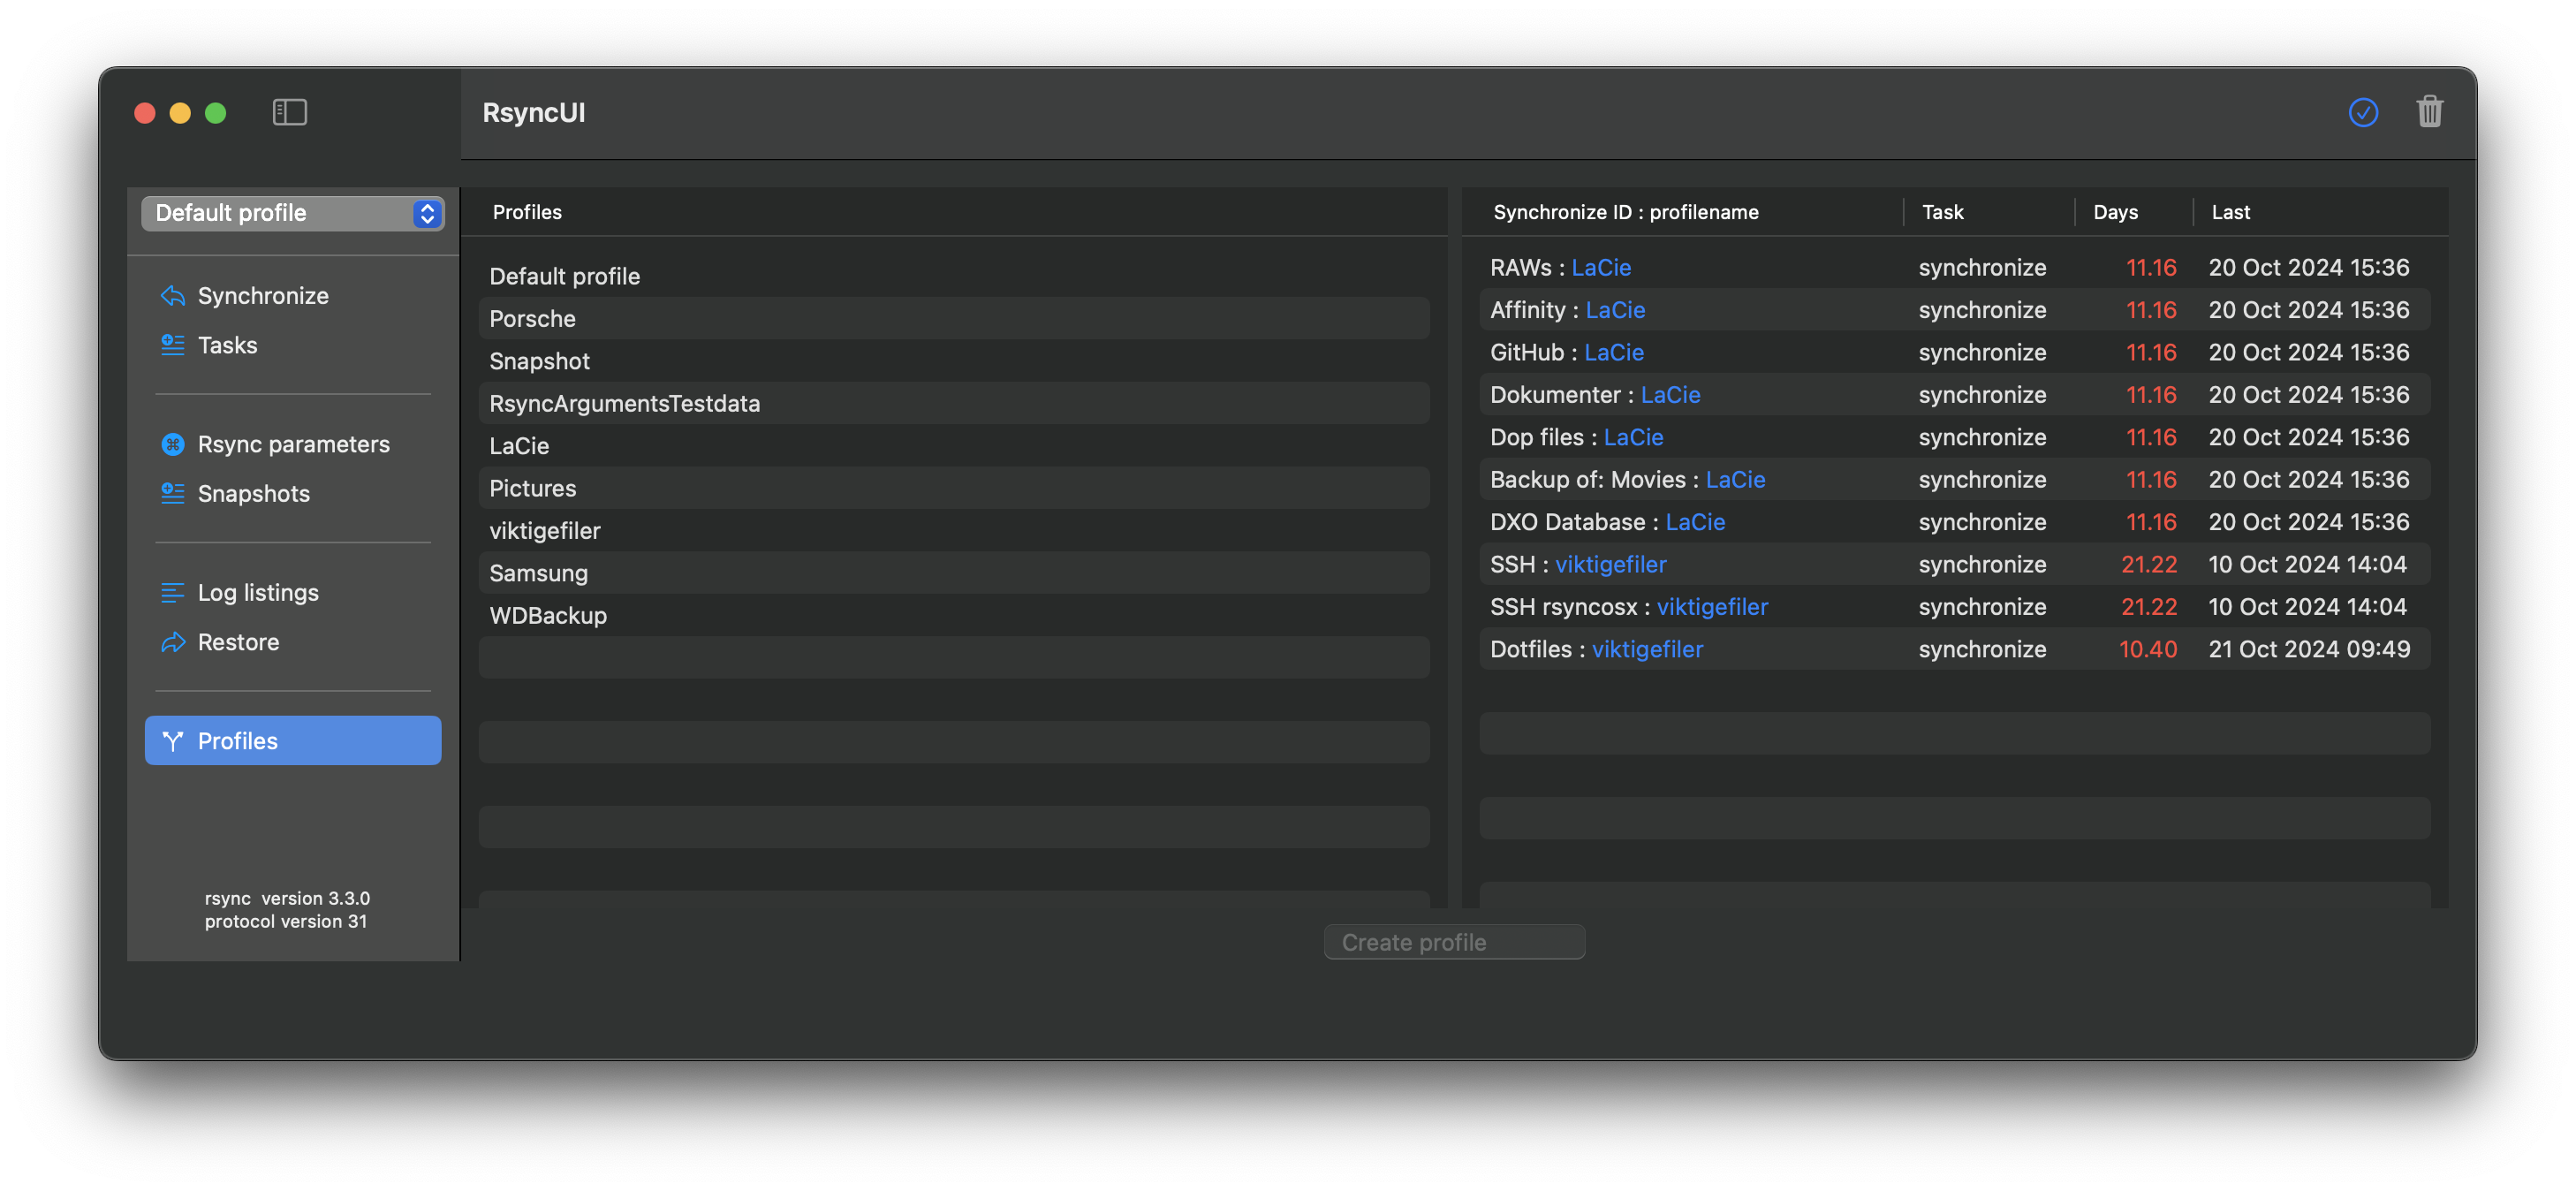 RsyncUI
Default profile
Synchronize
Tasks
Rsync parameters
Snapshots
Log listings
Restore
Profiles
rsync  version 3.3.0
protocol version 31
Profiles
Default profile
Porsche
Snapshot
RsyncArgumentsTestdata
LaCie
Pictures
viktigefiler
Samsung
WDBackup
Synchronize ID : profilename Task Days Last
RAWs : LaCie synchronize 11.16 20 Oct 2024 15:36
Affinity : LaCie synchronize 11.16 20 Oct 2024 15:36
GitHub : LaCie synchronize 11.16 20 Oct 2024 15:36
Dokumenter : LaCie synchronize 11.16 20 Oct 2024 15:36
Dop files : LaCie synchronize 11.16 20 Oct 2024 15:36
Backup of: Movies : LaCie synchronize 11.16 20 Oct 2024 15:36
DXO Database : LaCie synchronize 11.16 20 Oct 2024 15:36
SSH : viktigefiler synchronize 21.22 10 Oct 2024 14:04
SSH rsyncosx : viktigefiler synchronize 21.22 10 Oct 2024 14:04
Dotfiles : viktigefiler synchronize 10.40 21 Oct 2024 09:49
Create profile